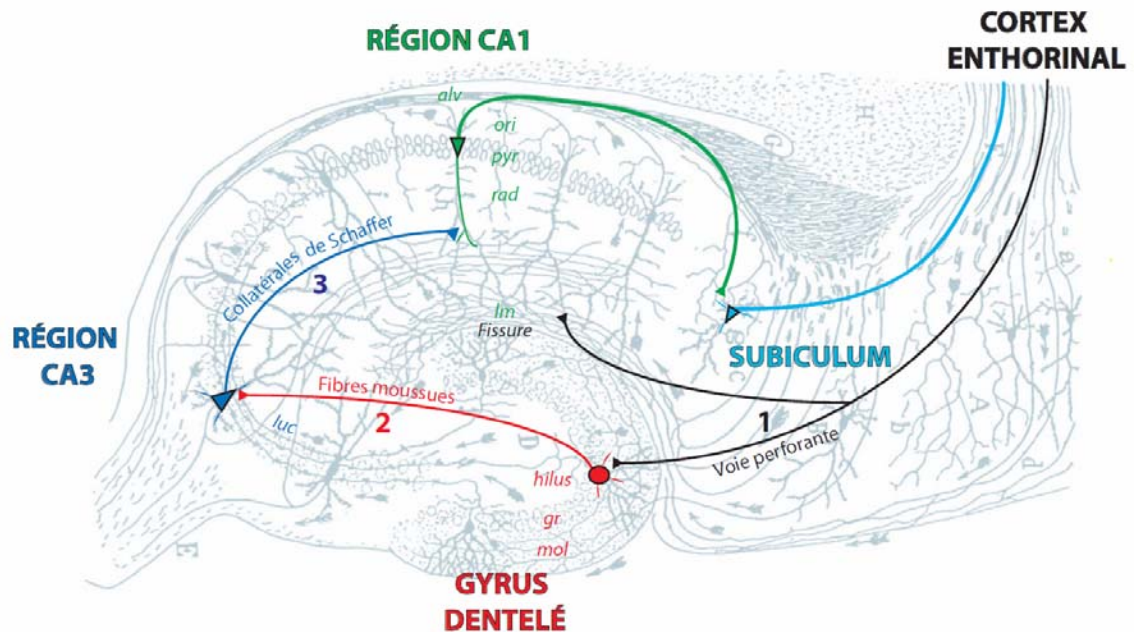 CORTEX
ENTHORINAL
RÉGION CA1
alv
ori
pyr
rad
Collatérales de Schaffer
3
lm
Fissure
RÉGION
CA3
SUBICULUM
Fibres moussues
2
luc
1
Voie perforante
hilus
gr
mol
GYRUS
DENTELÉ
H
G
C
A
D
E